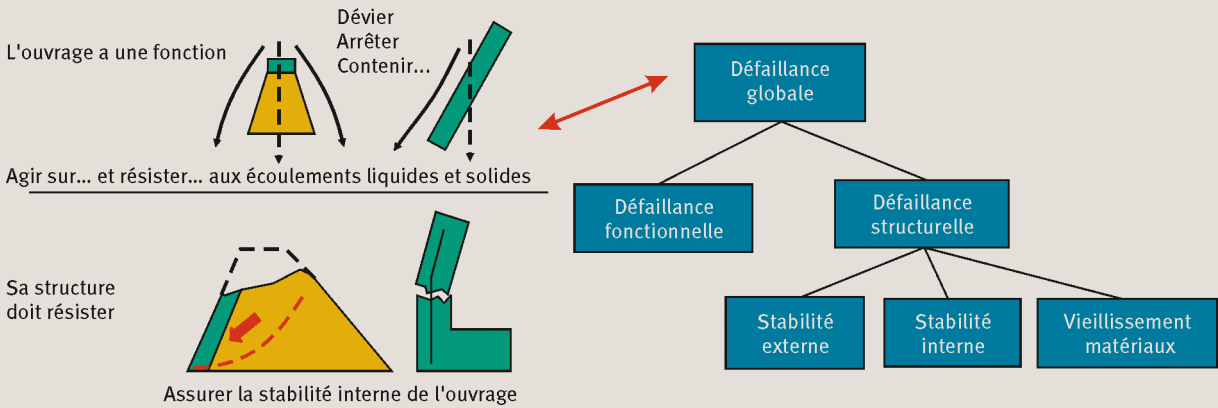 L'ouvrage a une fonction
Dévier
Arrêter
Contenir...
Agir sur... et résister... aux écoulements liquides et solides
Sa structure
doit résister
Assurer la stabilité interne de l'ouvrage
Défaillance
globale
Défaillance
fonctionnelle
Défaillance
structurelle
Stabilité
externe
Stabilité
interne
Vieillissement
matériaux